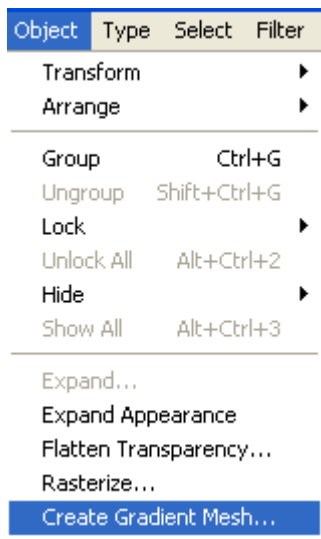 Object Type Select Filter
Transform
Arrange
Group Ctrl+G
Ungroup Shift+Ctrl+G
Lock
Unlock All Alt+Ctrl+2
Hide
Show All Alt+Ctrl+3
Expand...
Expand Appearance
Flatten Transparency...
Rasterize...
Create Gradient Mesh...